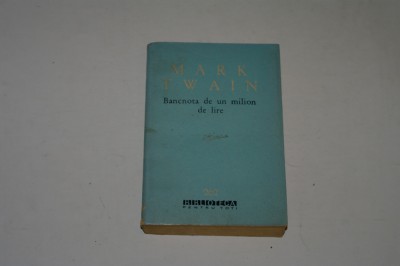 MARK
TWAIN
Bancnota de un milion
de lire
BIBLIOTECA
PENTRU TOȚI